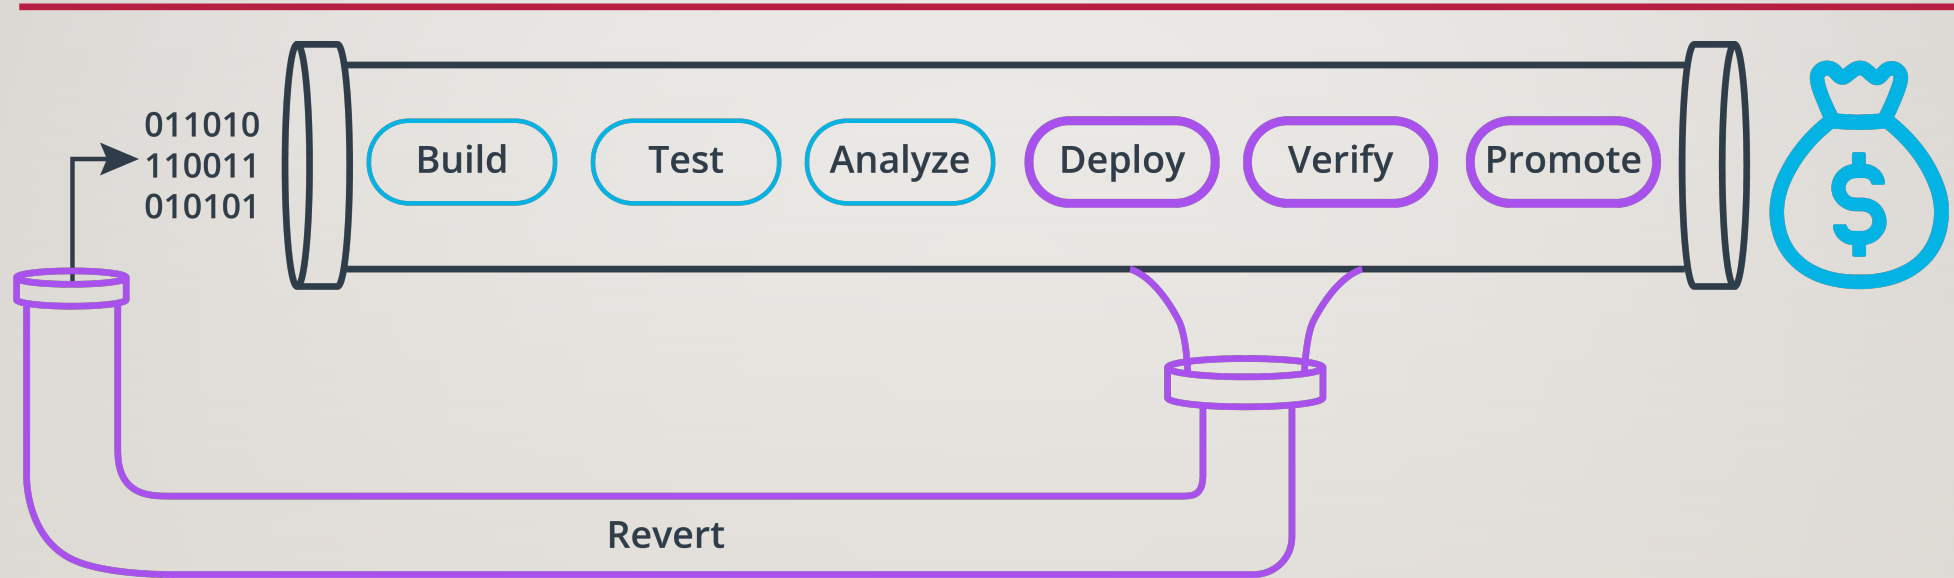 011010
110011
010101
Build
Test
Analyze
Deploy
Verify
Promote
$
Revert